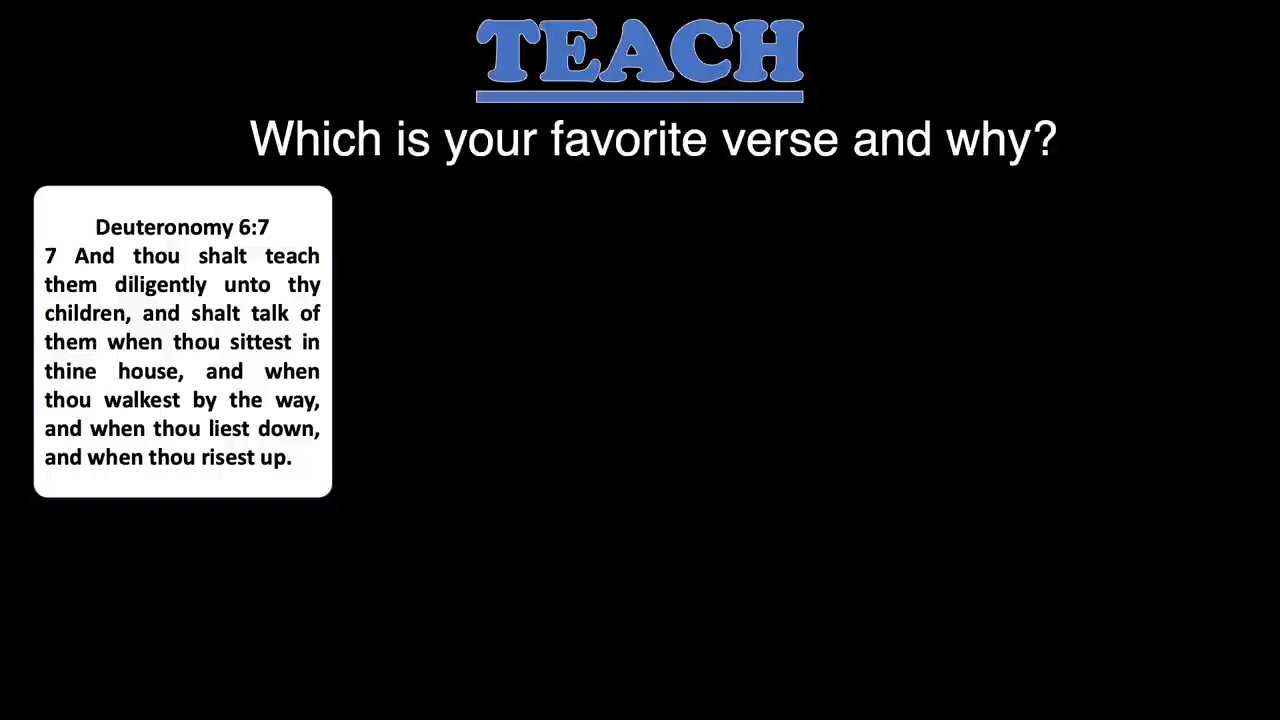 TEACH
Which is your favorite verse and why?
Deuteronomy 6:7
7 And thou shalt teach
them diligently unto thy
children, and shalt talk of
them when thou sittest in
thine house, and when
thou walkest by the way,
and when thou liest down,
and when thou risest up.